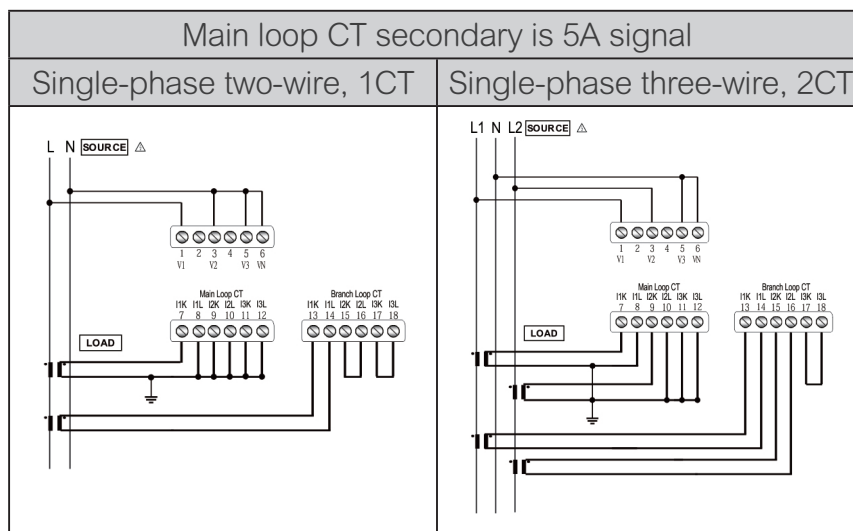 Main loop CT secondary is 5A signal
Single-phase two-wire, 1CT
Single-phase three-wire, 2CT
L N SOURCE ⚠
1 2 3 4 5 6
V1 V2 V3 VN
Main Loop CT
I1K I1L I2K I2L I3K I3L
7 8 9 10 11 12
Branch Loop CT
I1K I1L I2K I2L I3K I3L
13 14 15 16 17 18
LOAD
L1 N L2 SOURCE ⚠
1 2 3 4 5 6
V1 V2 V3 VN
Main Loop CT
I1K I1L I2K I2L I3K I3L
7 8 9 10 11 12
Branch Loop CT
I1K I1L I2K I2L I3K I3L
13 14 15 16 17 18
LOAD